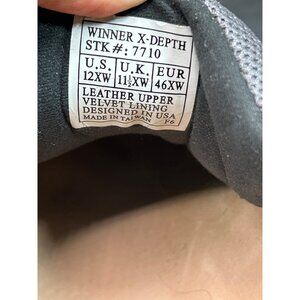 WINNER X-DEPTH
STK#: 7710
U.S. U.K. EUR
12XW 11½XW 46XW
LEATHER UPPER
VELVET LINING
DESIGNED IN USA
MADE IN TAIWAN Y6